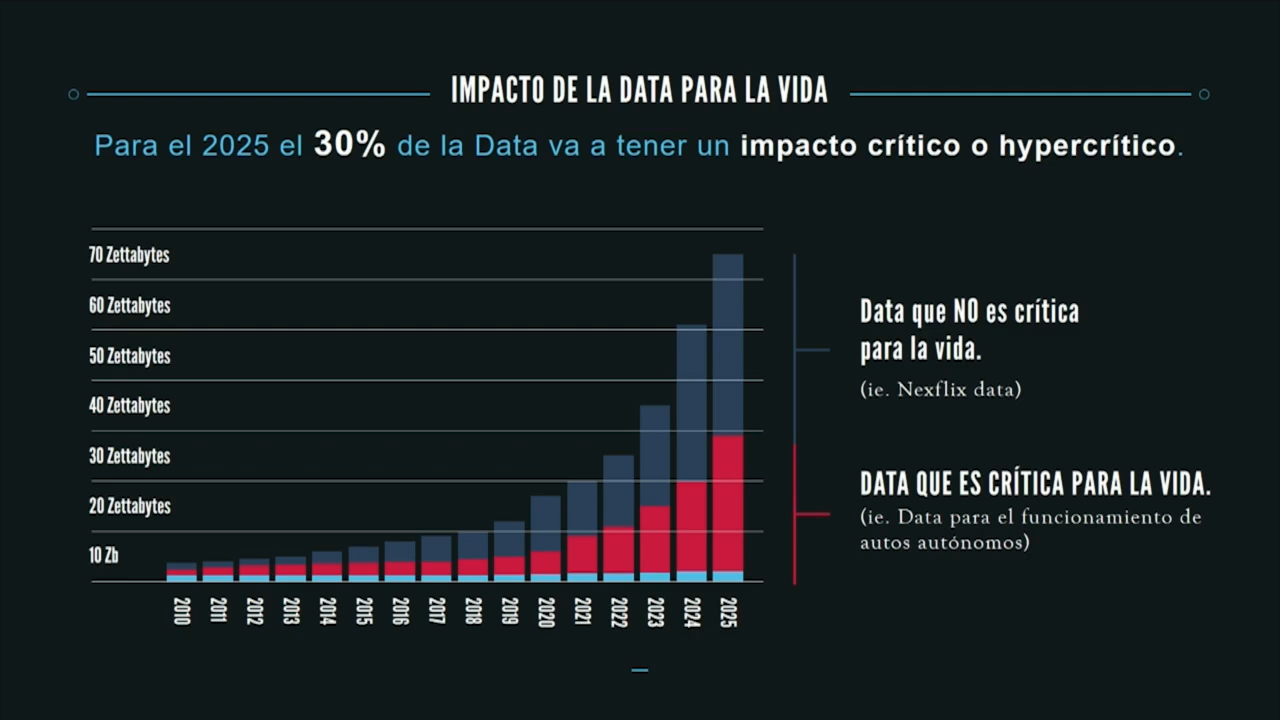 IMPACTO DE LA DATA PARA LA VIDA
Para el 2025 el 30% de la Data va a tener un impacto crítico o hypercrítico.
70 Zettabytes
60 Zettabytes
50 Zettabytes
40 Zettabytes
30 Zettabytes
20 Zettabytes
10 Zb
2010
2011
2012
2013
2014
2015
2016
2017
2018
2019
2020
2021
2022
2023
2024
2025
Data que NO es crítica
para la vida.
(ie. Nexflix data)
DATA QUE ES CRÍTICA PARA LA VIDA.
(ie. Data para el funcionamiento de
autos autónomos)